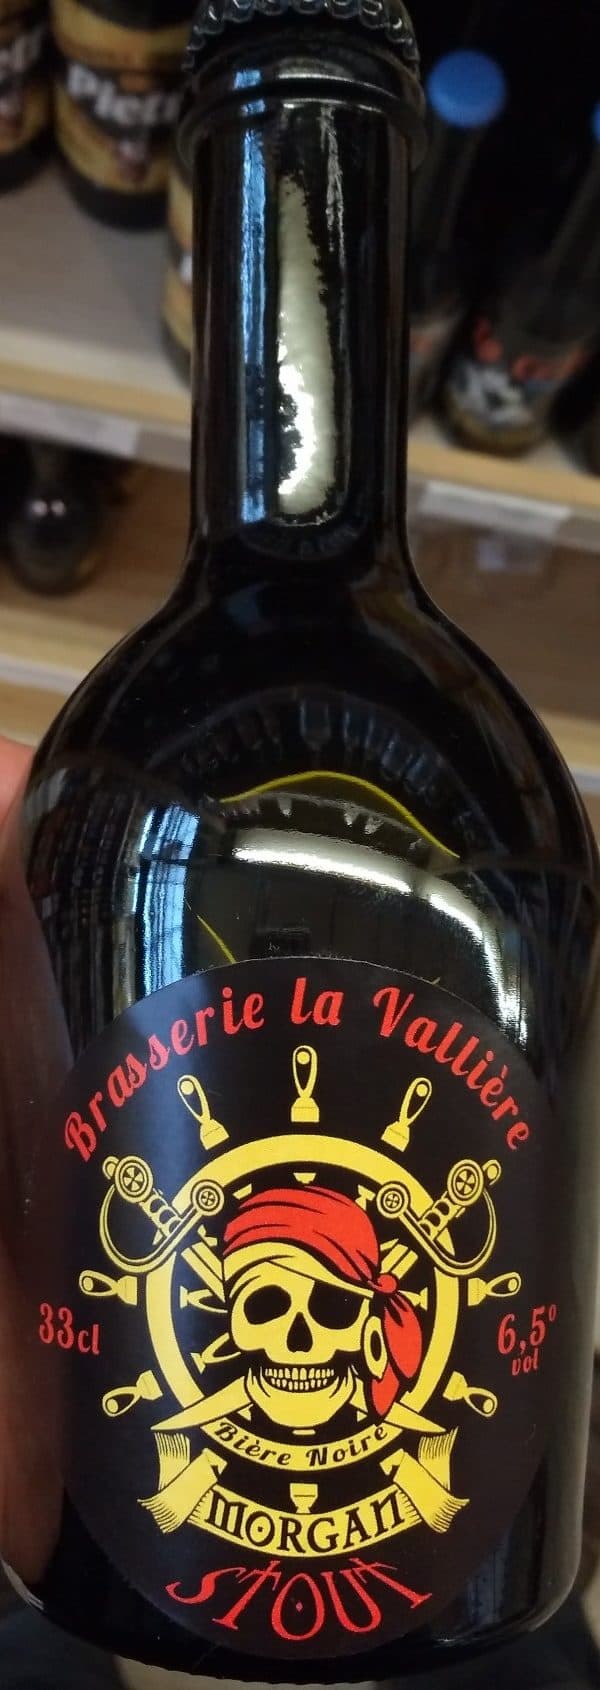 Brasserie la Vallière
33cl
6,5°
vol
Bière Noire
MORGAN
STOUT